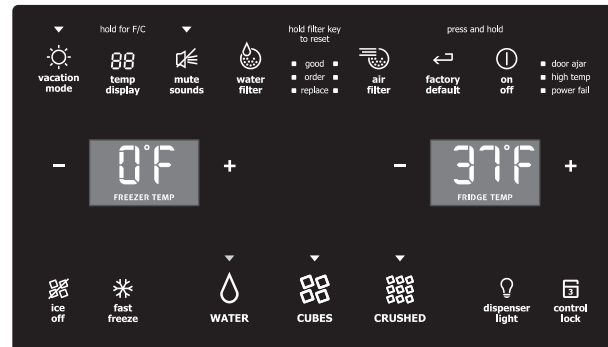 hold for F/C
hold filter key
to reset
press and hold
88
vacation
mode
temp
display
mute
sounds
water
filter
good
order
replace
air
filter
factory
default
on
off
door ajar
high temp
power fail
- 0°F +
FREEZER TEMP
- 37°F +
FRIDGE TEMP
ice
off
fast
freeze
WATER
CUBES
CRUSHED
dispenser
light
3
control
lock